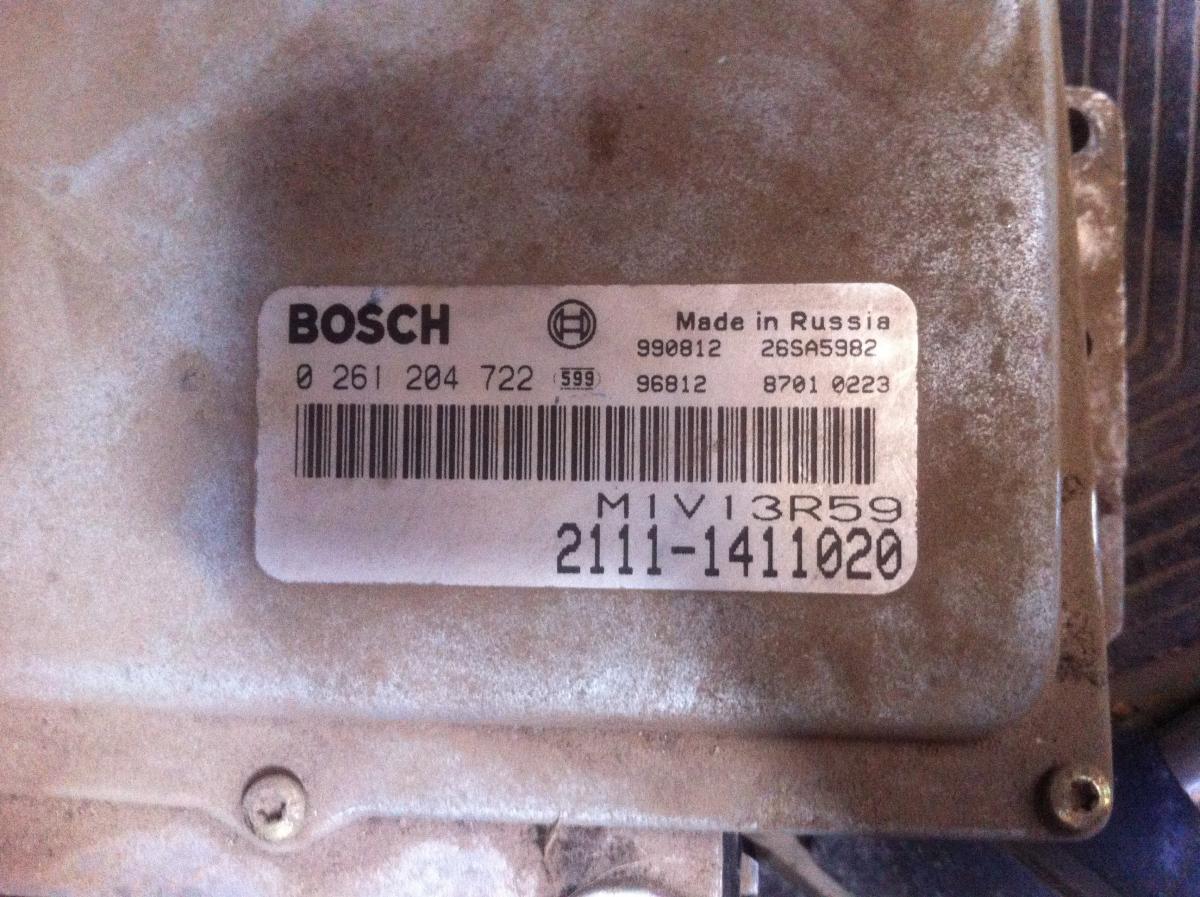 BOSCH
Made in Russia
990812 26SA5982
0 261 204 722 599 96812 8701 0223
M1V13R59
2111-1411020